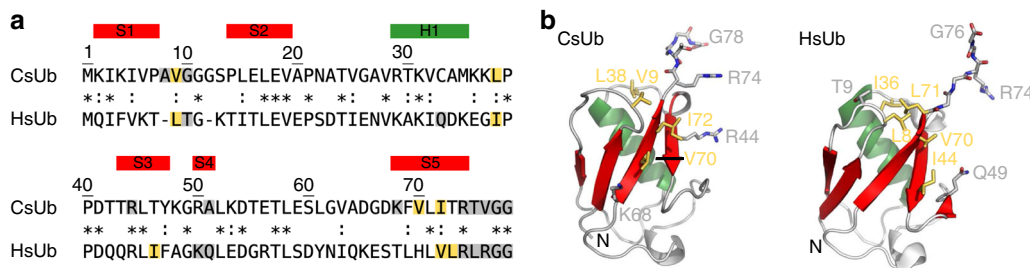 a
S1 S2 H1
1 10 20 30
CsUb MKIKIVPAVGGGSPLELEVAPNATVGAVRTKVCAMKKLP
HsUb MQIFVKT-LTG-KTITLEVEPSDTIENVKAKIQDKEGIP
S3 S4 S5
40 50 60 70
CsUb PDTTRLTYKGRALKDTETLESLGVADGDKFVLITRTVGG
HsUb PDQQRLIFAGKQLEDGRTLSDYNIQKESTLHLVLRLRGG
b
CsUb
G78
L38 V9
R74
I72
R44
V70
K68
N
HsUb
G76
I36
T9
L71
R74
L8
V70
I44
Q49
N